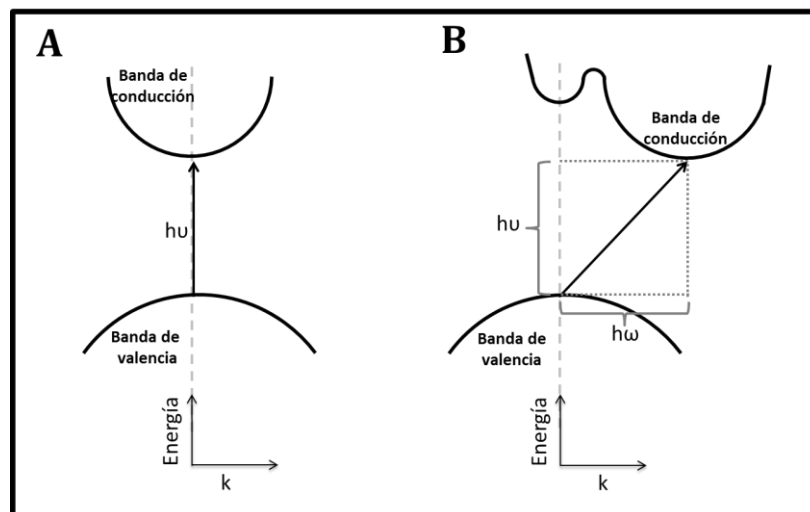 A
Banda de
conducción
hυ
Banda de
valencia
Energía
k
B
Banda de
conducción
hυ
hω
Banda de
valencia
Energía
k